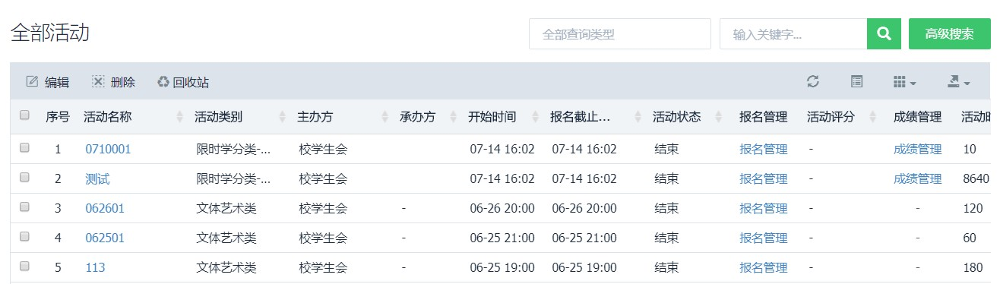 全部活动 全部查询类型 输入关键字... 高级搜索
编辑 删除 回收站
序号 活动名称 活动类别 主办方 承办方 开始时间 报名截止... 活动状态 报名管理 活动评分 成绩管理 活动时
1 0710001 限时学分类-... 校学生会 07-14 16:02 07-14 16:02 结束 报名管理 - 成绩管理 10
2 测试 限时学分类-... 校学生会 07-14 16:02 07-14 16:02 结束 报名管理 - 成绩管理 8640
3 062601 文体艺术类 校学生会 - 06-26 20:00 06-26 20:00 结束 报名管理 - - 120
4 062501 文体艺术类 校学生会 - 06-25 21:00 06-25 21:00 结束 报名管理 - - 60
5 113 文体艺术类 校学生会 - 06-25 19:00 06-25 19:00 结束 报名管理 - - 180